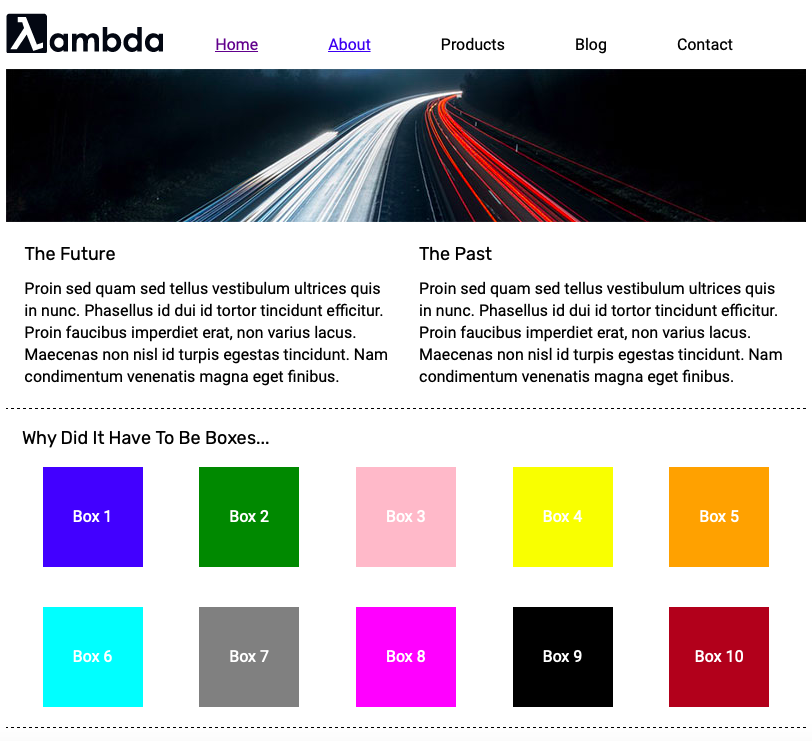 λambda
Home About Products Blog Contact
The Future
Proin sed quam sed tellus vestibulum ultrices quis
in nunc. Phasellus id dui id tortor tincidunt efficitur.
Proin faucibus imperdiet erat, non varius lacus.
Maecenas non nisl id turpis egestas tincidunt. Nam
condimentum venenatis magna eget finibus.
The Past
Proin sed quam sed tellus vestibulum ultrices quis
in nunc. Phasellus id dui id tortor tincidunt efficitur.
Proin faucibus imperdiet erat, non varius lacus.
Maecenas non nisl id turpis egestas tincidunt. Nam
condimentum venenatis magna eget finibus.
Why Did It Have To Be Boxes...
Box 1 Box 2 Box 3 Box 4 Box 5
Box 6 Box 7 Box 8 Box 9 Box 10